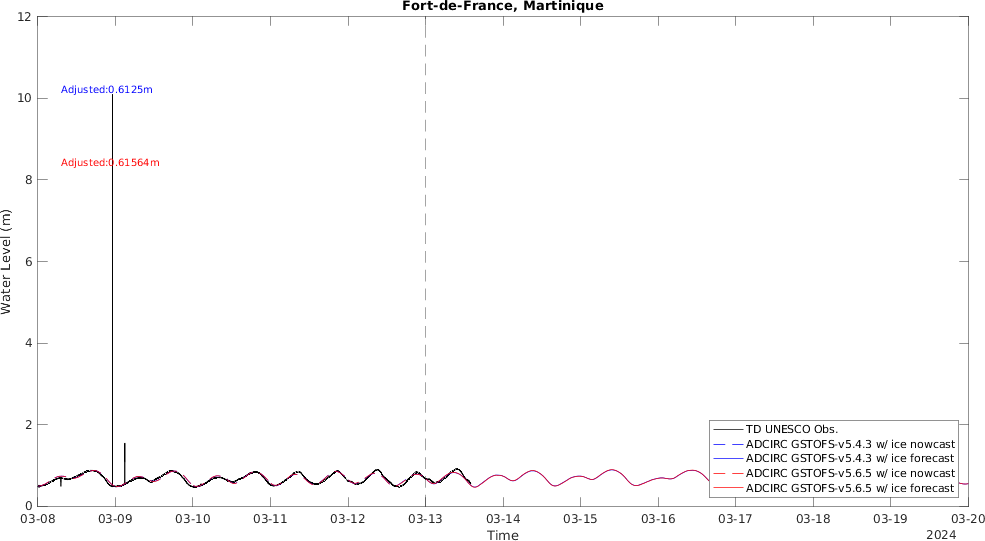 Fort-de-France, Martinique
12
10
8
6
4
2
0
Water Level (m)
Adjusted:0.6125m
Adjusted:0.61564m
TD UNESCO Obs.
ADCIRC GSTOFS-v5.4.3 w/ ice nowcast
ADCIRC GSTOFS-v5.4.3 w/ ice forecast
ADCIRC GSTOFS-v5.6.5 w/ ice nowcast
ADCIRC GSTOFS-v5.6.5 w/ ice forecast
03-08 03-09 03-10 03-11 03-12 03-13 03-14 03-15 03-16 03-17 03-18 03-19 03-20
Time
2024